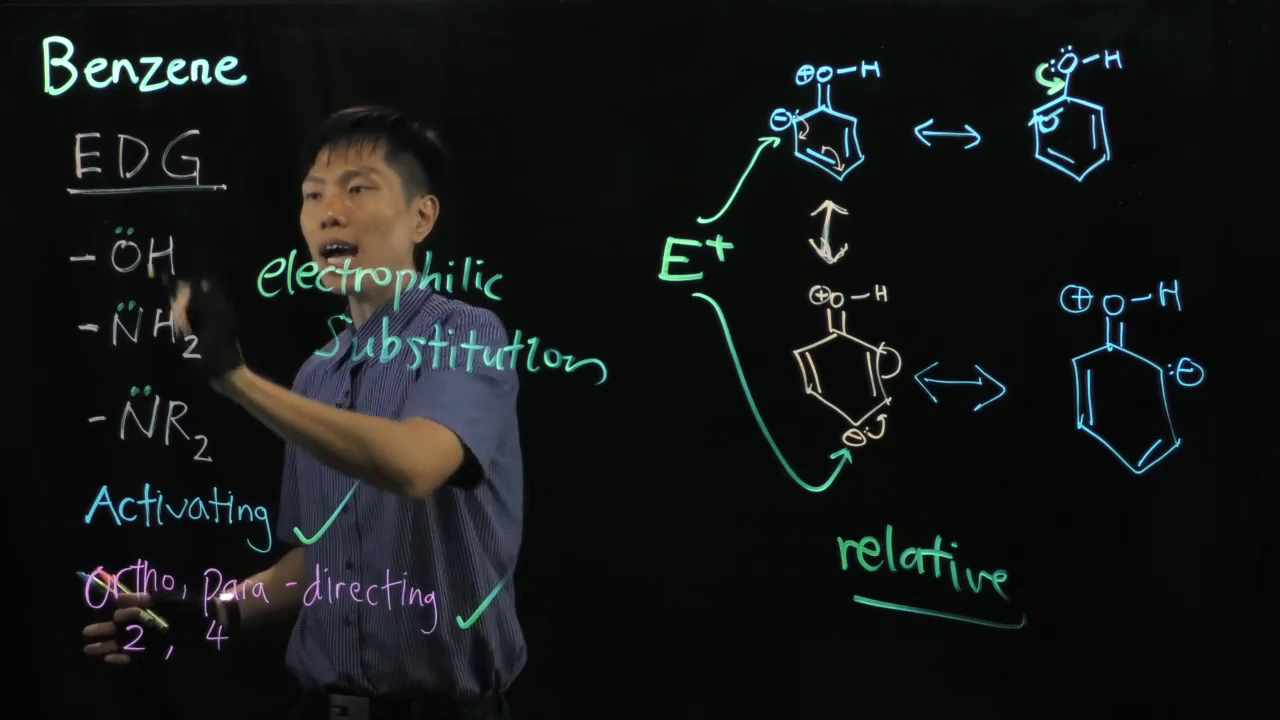 Benzene
EDG
-ÖH
-N̈H₂
-N̈R₂
electrophilic
Substitution
Activating ✓
Ortho, para-directing ✓
2, 4
⊕ O-H
⊖
↔
:Ö-H
E⁺
⊕ O-H
⊖:
↔
⊕ O-H
:⊖
relative